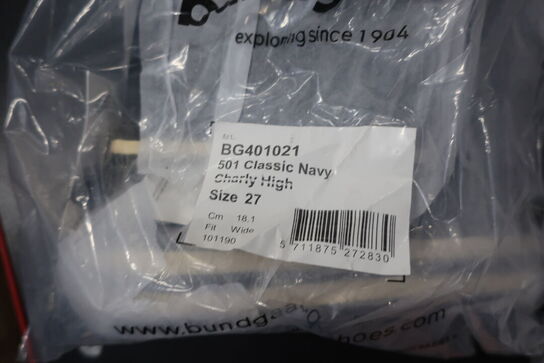 exploring since 1904
Art.
BG401021
501 Classic Navy
Charly High
Size 27
Cm 18,1
Fit Wide
101190
5 711875 272830